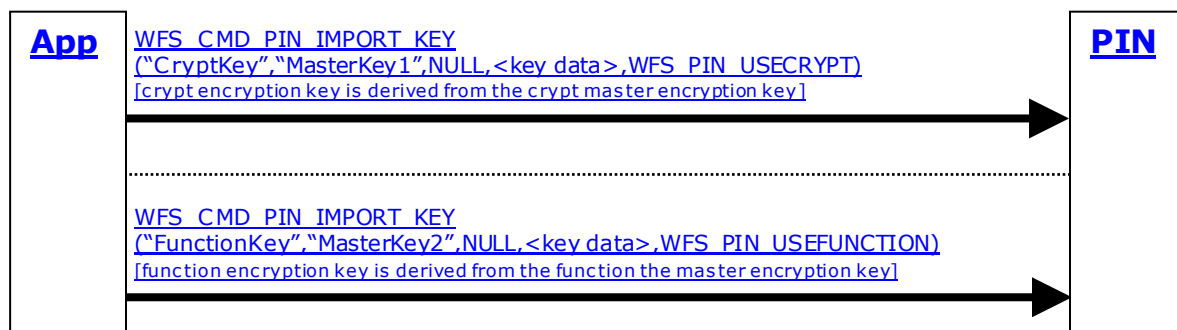 App
WFS_CMD_PIN_IMPORT_KEY
(“CryptKey”,“MasterKey1”,NULL,<key data>,WFS_PIN_USECRYPT)
[crypt encryption key is derived from the crypt master encryption key]
PIN
WFS_CMD_PIN_IMPORT_KEY
(“FunctionKey”,“MasterKey2”,NULL,<key data>,WFS_PIN_USEFUNCTION)
[function encryption key is derived from the function the master encryption key]